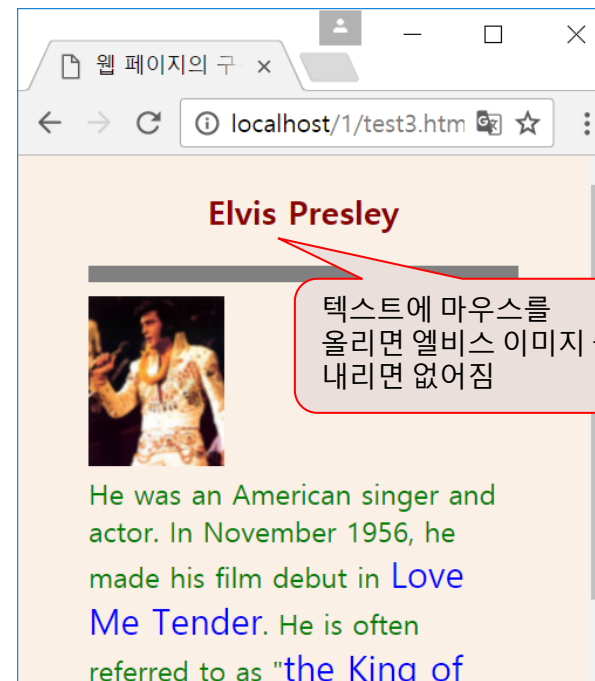 웹 페이지의 구
localhost/1/test3.htm
Elvis Presley
텍스트에 마우스를
올리면 엘비스 이미지
내리면 없어짐
He was an American singer and
actor. In November 1956, he
made his film debut in Love
Me Tender. He is often
referred to as "the King of